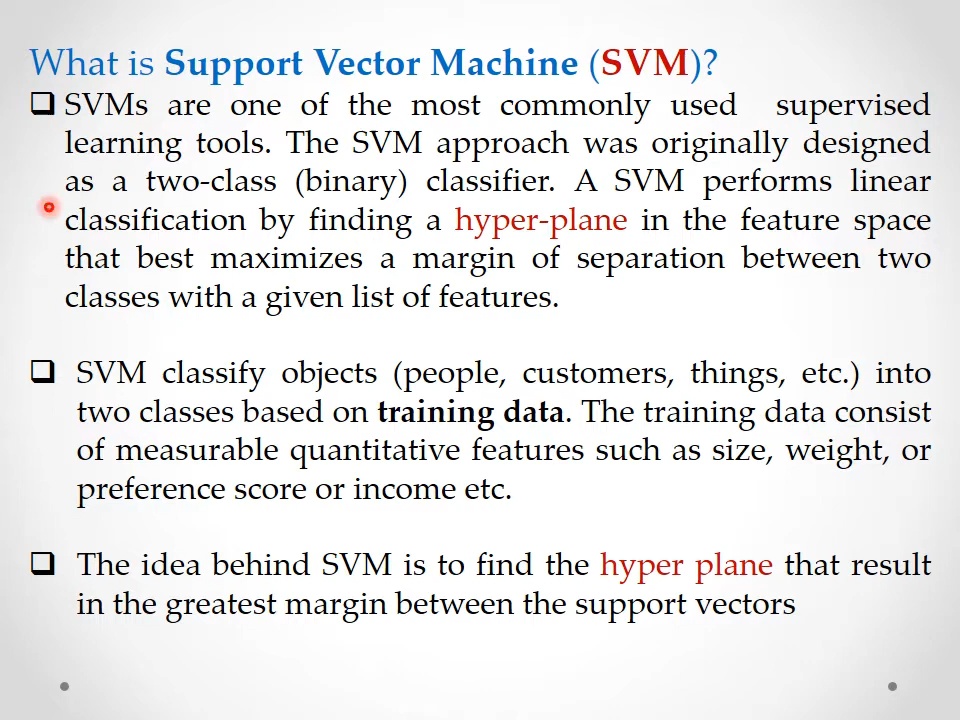 What is Support Vector Machine (SVM)?
SVMs are one of the most commonly used supervised
learning tools. The SVM approach was originally designed
as a two-class (binary) classifier. A SVM performs linear
classification by finding a hyper-plane in the feature space
that best maximizes a margin of separation between two
classes with a given list of features.
SVM classify objects (people, customers, things, etc.) into
two classes based on training data. The training data consist
of measurable quantitative features such as size, weight, or
preference score or income etc.
The idea behind SVM is to find the hyper plane that result
in the greatest margin between the support vectors